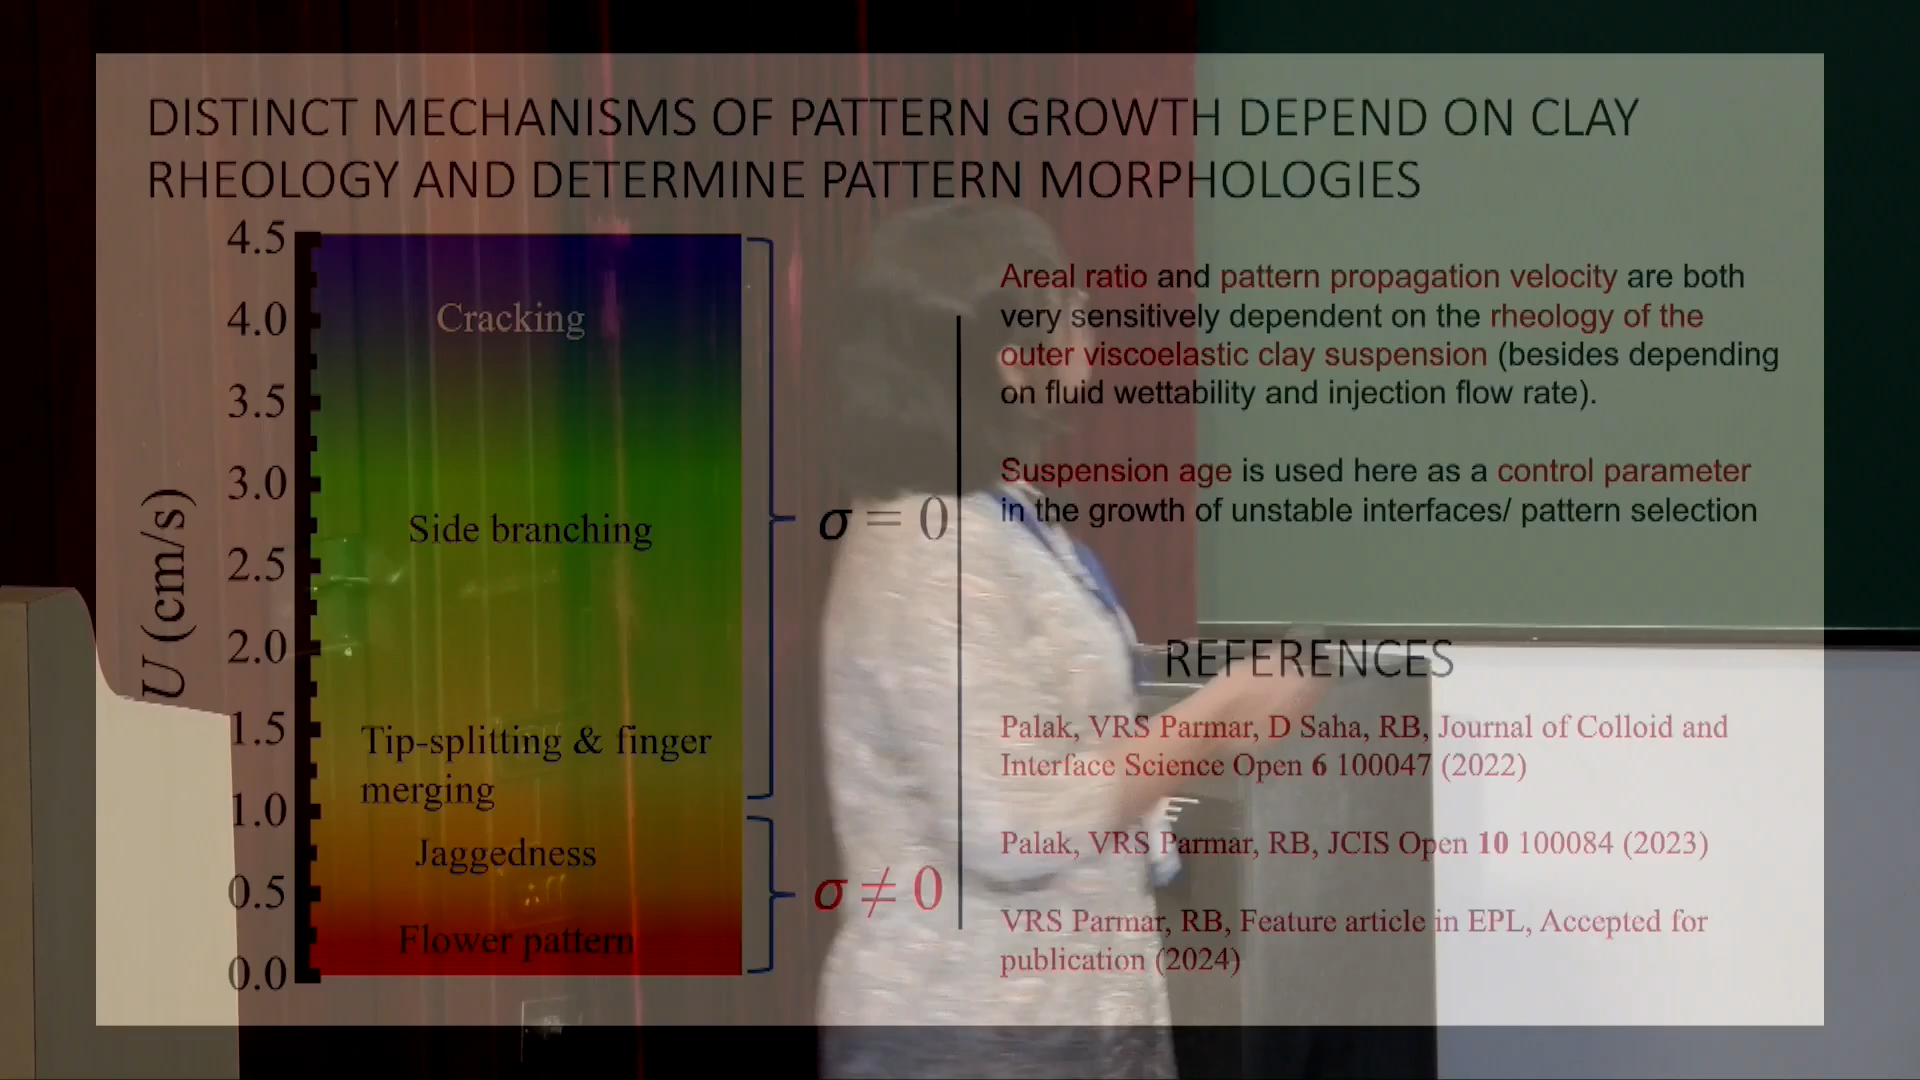 DISTINCT MECHANISMS OF PATTERN GROWTH DEPEND ON CLAY
RHEOLOGY AND DETERMINE PATTERN MORPHOLOGIES
4.5
4.0
3.5
3.0
2.5
2.0
1.5
1.0
0.5
0.0
U (cm/s)
Cracking
Side branching
Tip-splitting & finger
merging
Jaggedness
Flower pattern
σ = 0
σ ≠ 0
Areal ratio and pattern propagation velocity are both
very sensitively dependent on the rheology of the
outer viscoelastic clay suspension (besides depending
on fluid wettability and injection flow rate).
Suspension age is used here as a control parameter
in the growth of unstable interfaces/ pattern selection
REFERENCES
Palak, VRS Parmar, D Saha, RB, Journal of Colloid and
Interface Science Open 6 100047 (2022)
Palak, VRS Parmar, RB, JCIS Open 10 100084 (2023)
VRS Parmar, RB, Feature article in EPL, Accepted for
publication (2024)